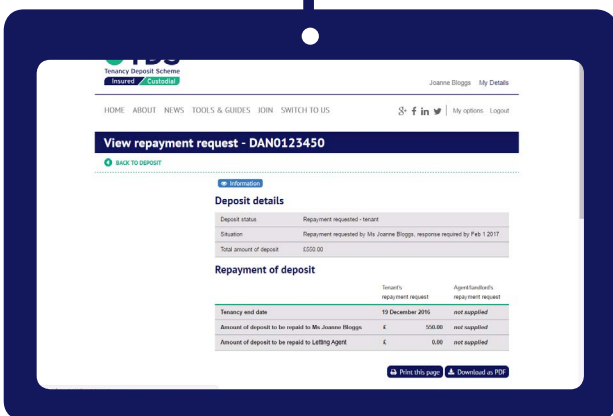 TDS
Tenancy Deposit Scheme
Insured Custodial
Joanne Bloggs My Details
HOME ABOUT NEWS TOOLS & GUIDES JOIN SWITCH TO US
My options Logout
View repayment request - DAN0123450
BACK TO DEPOSIT
Information
Deposit details
Deposit status Repayment requested - tenant
Situation Repayment requested by Ms Joanne Bloggs, response required by Feb 1 2017
Total amount of deposit £550.00
Repayment of deposit
Tenant's repayment request Agent/landlord's repayment request
Tenancy end date 19 December 2016 not supplied
Amount of deposit to be repaid to Ms Joanne Bloggs £ 550.00 not supplied
Amount of deposit to be repaid to Letting Agent £ 0.00 not supplied
Print this page Download as PDF